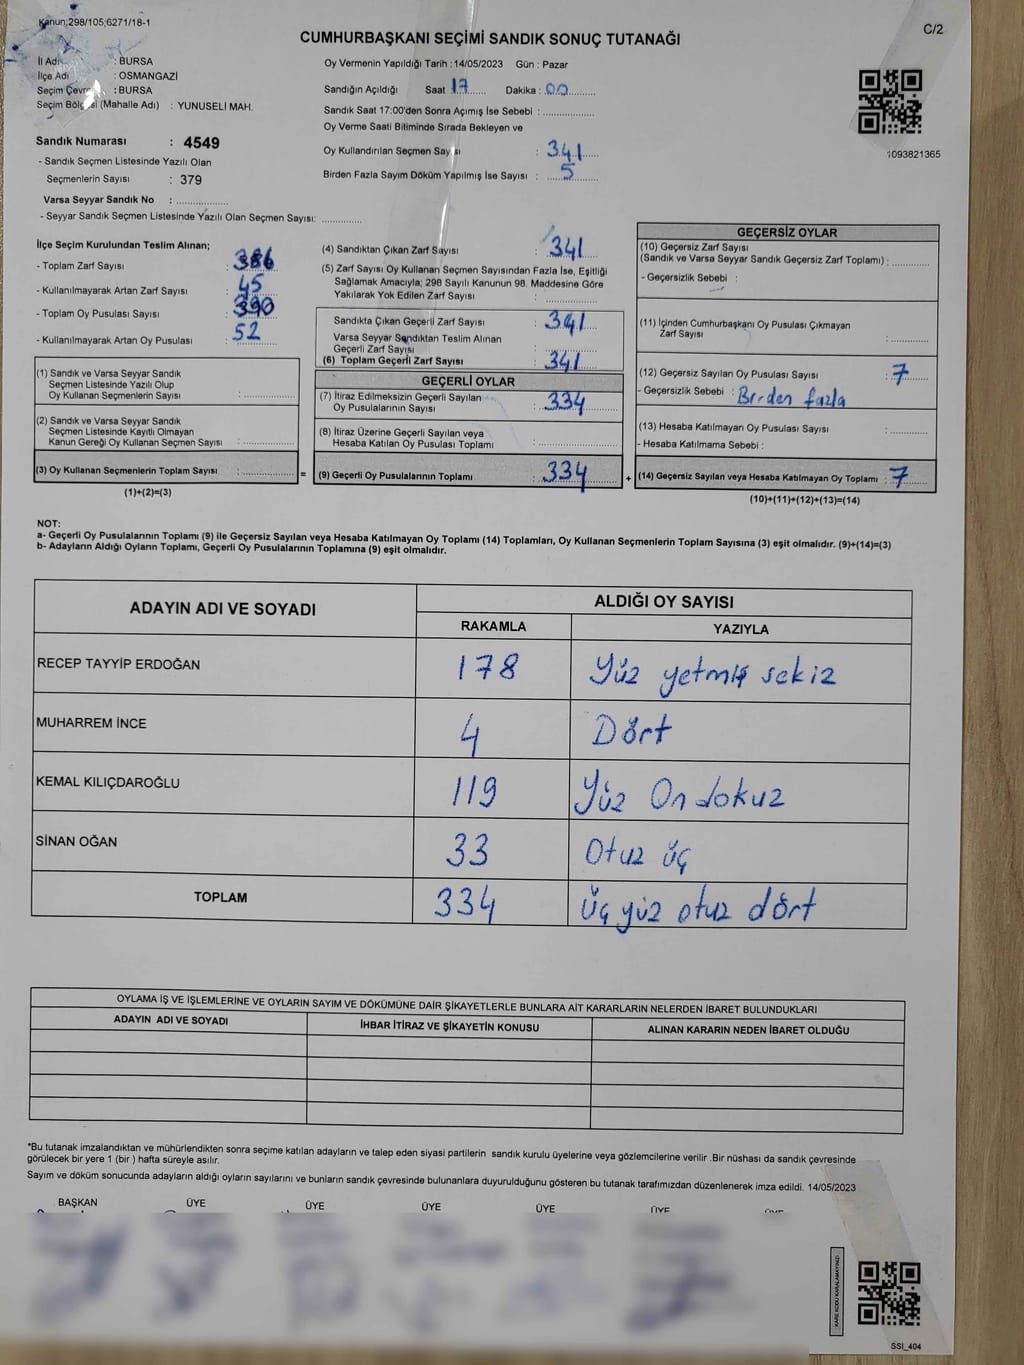 Kanun;298/105;6271/18-1
C/2
CUMHURBAŞKANI SEÇİMİ SANDIK SONUÇ TUTANAĞI
İl Adı : BURSA
İlçe Adı : OSMANGAZİ
Seçim Çevresi : BURSA
Seçim Bölgesi (Mahalle Adı) : YUNUSELİ MAH.
Sandık Numarası : 4549
- Sandık Seçmen Listesinde Yazılı Olan
Seçmenlerin Sayısı : 379
Varsa Seyyar Sandık No : ..............
- Seyyar Sandık Seçmen Listesinde Yazılı Olan Seçmen Sayısı: ............
Oy Vermenin Yapıldığı Tarih : 14/05/2023 Gün : Pazar
Sandığın Açıldığı Saat 17 Dakika : 00
Sandık Saat 17:00'den Sonra Açımış İse Sebebi : ..............
Oy Verme Saati Bitiminde Sırada Bekleyen ve
Oy Kullandırılan Seçmen Sayısı : 341
Birden Fazla Sayım Döküm Yapılmış İse Sayısı : 5
1093821365
İlçe Seçim Kurulundan Teslim Alınan;
- Toplam Zarf Sayısı : 386
- Kullanılmayarak Artan Zarf Sayısı : 45
- Toplam Oy Pusulası Sayısı : 390
- Kullanılmayarak Artan Oy Pusulası : 52
(1) Sandık ve Varsa Seyyar Sandık
Seçmen Listesinde Yazılı Olup
Oy Kullanan Seçmenlerin Sayısı : ..............
(2) Sandık ve Varsa Seyyar Sandık
Seçmen Listesinde Kayıtlı Olmayan
Kanun Gereği Oy Kullanan Seçmen Sayısı : ..............
(3) Oy Kullanan Seçmenlerin Toplam Sayısı : ..............
(1)+(2)=(3)
=
(4) Sandıktan Çıkan Zarf Sayısı : 341
(5) Zarf Sayısı Oy Kullanan Seçmen Sayısından Fazla İse, Eşitliği
Sağlamak Amacıyla; 298 Sayılı Kanunun 98. Maddesine Göre
Yakılarak Yok Edilen Zarf Sayısı : ..............
Sandıkta Çıkan Geçerli Zarf Sayısı : 341
Varsa Seyyar Sandıktan Teslim Alınan
Geçerli Zarf Sayısı
(6) Toplam Geçerli Zarf Sayısı : 341
GEÇERLİ OYLAR
(7) İtiraz Edilmeksizin Geçerli Sayılan
Oy Pusulalarının Sayısı : 334
(8) İtiraz Üzerine Geçerli Sayılan veya
Hesaba Katılan Oy Pusulası Toplamı : ..............
(9) Geçerli Oy Pusulalarının Toplamı : 334
+
GEÇERSİZ OYLAR
(10) Geçersiz Zarf Sayısı
(Sandık ve Varsa Seyyar Sandık Geçersiz Zarf Toplamı) : ..........
- Geçersizlik Sebebi :
(11) İçinden Cumhurbaşkanı Oy Pusulası Çıkmayan
Zarf Sayısı : ..........
(12) Geçersiz Sayılan Oy Pusulası Sayısı : 7
- Geçersizlik Sebebi : Birden fazla
(13) Hesaba Katılmayan Oy Pusulası Sayısı : ..........
- Hesaba Katılmama Sebebi :
(14) Geçersiz Sayılan veya Hesaba Katılmayan Oy Toplamı : 7
(10)+(11)+(12)+(13)=(14)
NOT:
a- Geçerli Oy Pusulalarının Toplamı (9) ile Geçersiz Sayılan veya Hesaba Katılmayan Oy Toplamı (14) Toplamları, Oy Kullanan Seçmenlerin Toplam Sayısına (3) eşit olmalıdır. (9)+(14)=(3)
b- Adayların Aldığı Oyların Toplamı, Geçerli Oy Pusulalarının Toplamına (9) eşit olmalıdır.
ADAYIN ADI VE SOYADI
ALDIĞI OY SAYISI
RAKAMLA YAZIYLA
RECEP TAYYİP ERDOĞAN 178 Yüz yetmiş sekiz
MUHARREM İNCE 4 Dört
KEMAL KILIÇDAROĞLU 119 Yüz On dokuz
SİNAN OĞAN 33 Otuz üç
TOPLAM 334 Üç yüz otuz dört
OYLAMA İŞ VE İŞLEMLERİNE VE OYLARIN SAYIM VE DÖKÜMÜNE DAİR ŞİKAYETLERLE BUNLARA AİT KARARLARIN NELERDEN İBARET BULUNDUKLARI
ADAYIN ADI VE SOYADI İHBAR İTİRAZ VE ŞİKAYETİN KONUSU ALINAN KARARIN NEDEN İBARET OLDUĞU
*Bu tutanak imzalandıktan ve mühürlendikten sonra seçime katılan adayların ve talep eden siyasi partilerin sandık kurulu üyelerine veya gözlemcilerine verilir .Bir nüshası da sandık çevresinde
görülecek bir yere 1 (bir ) hafta süreyle asılır.
Sayım ve döküm sonucunda adayların aldığı oyların sayılarını ve bunların sandık çevresinde bulunanlara duyurulduğunu gösteren bu tutanak tarafımızdan düzenlenerek imza edildi. 14/05/2023
BAŞKAN ÜYE ÜYE ÜYE ÜYE ÜYE ÜYE
KARE KODU KARALAMAYINIZ!
SSI_404